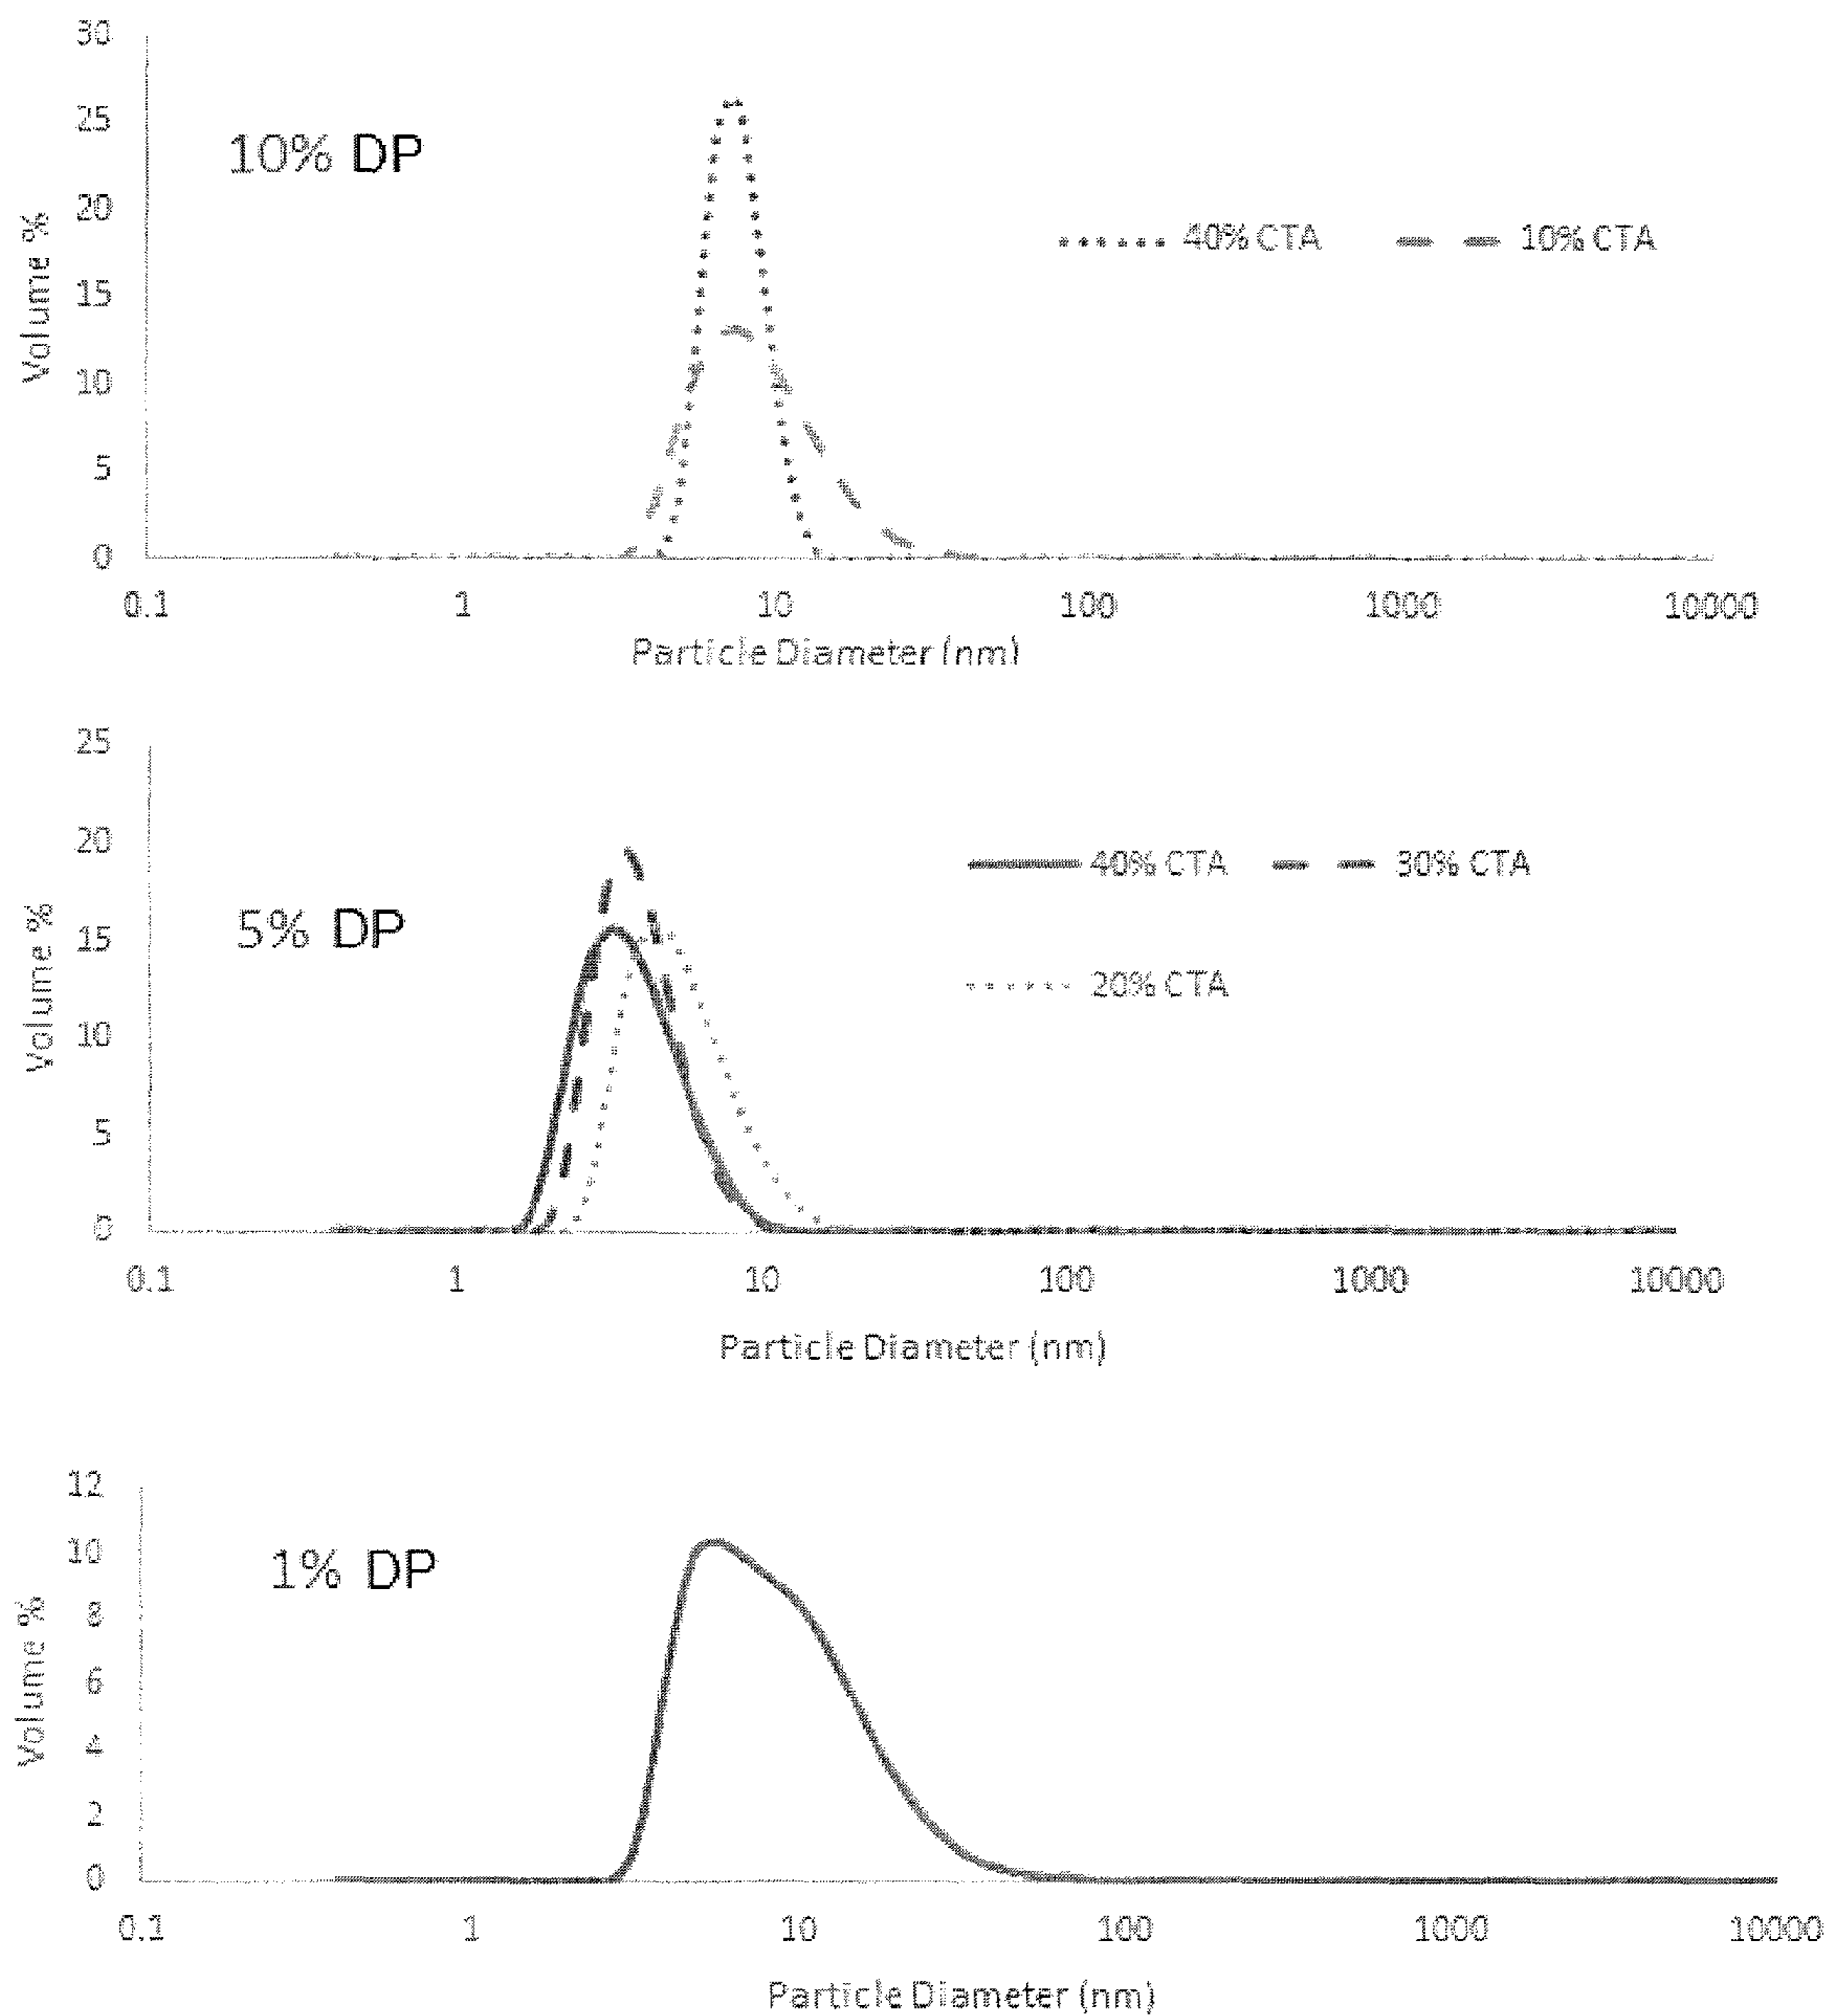 30
25
20
15
10
5
0
Volume %
10% DP
40% CTA
10% CTA
0.1 1 10 100 1000 10000
Particle Diameter (nm)
25
20
15
10
5
0
Volume %
5% DP
40% CTA
30% CTA
20% CTA
0.1 1 10 100 1000 10000
Particle Diameter (nm)
12
10
8
6
4
2
0
Volume %
1% DP
0.1 1 10 100 1000 10000
Particle Diameter (nm)